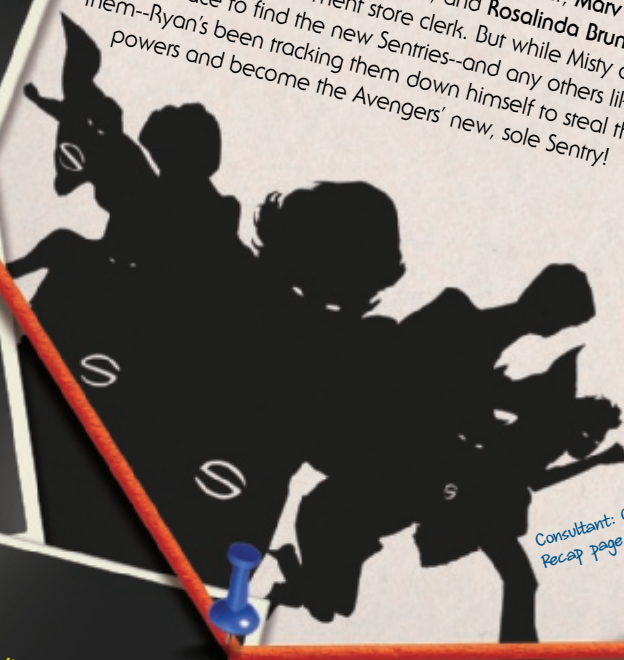 Marv
and Rosalinda Brun
ment store clerk. But while Misty
to find the new Sentries--and any others li
them--Ryan's been tracking them down himself to steal th
powers and become the Avengers' new, sole Sentry!
S
S
S
S
Consultant:
Recap page